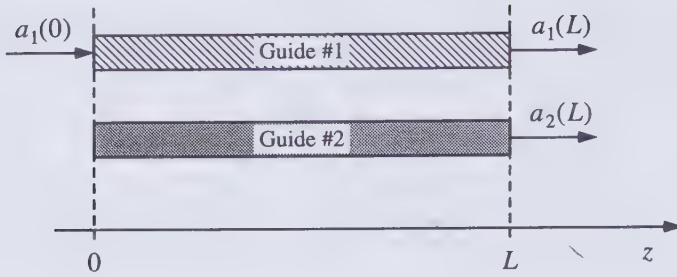 a₁(0) Guide #1 a₁(L)
Guide #2 a₂(L)
0 L z